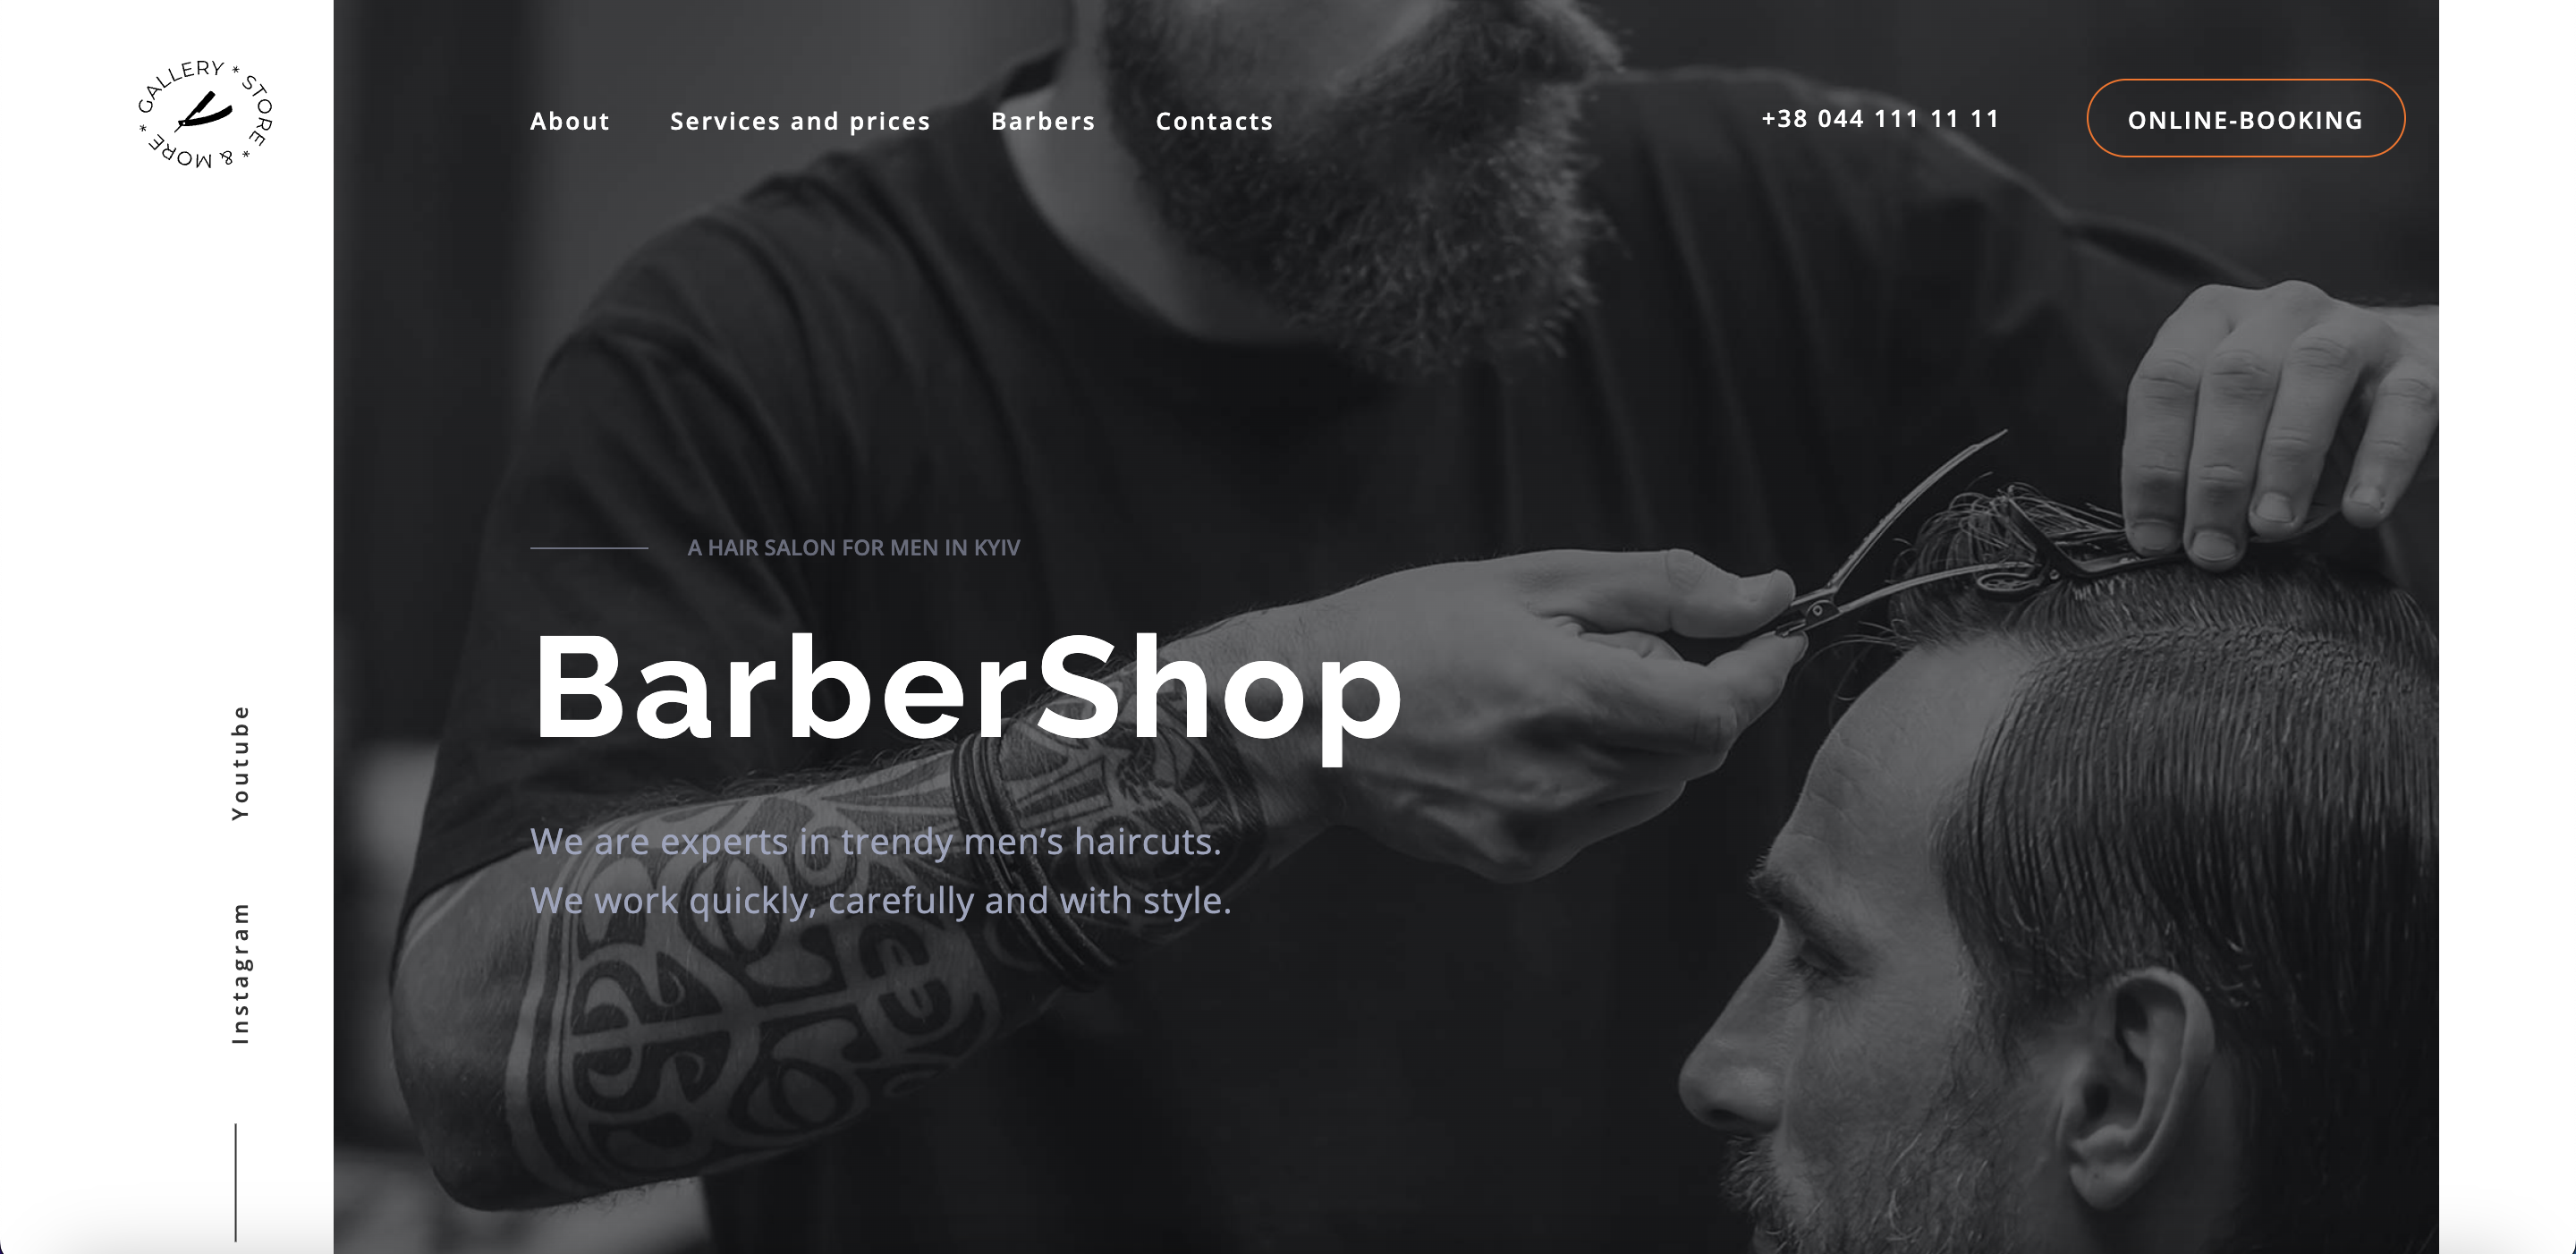 GALLERY * STORE * & MORE *
About
Services and prices
Barbers
Contacts
+38 044 111 11 11
ONLINE-BOOKING
A HAIR SALON FOR MEN IN KYIV
BarberShop
We are experts in trendy men’s haircuts.
We work quickly, carefully and with style.
Youtube
Instagram